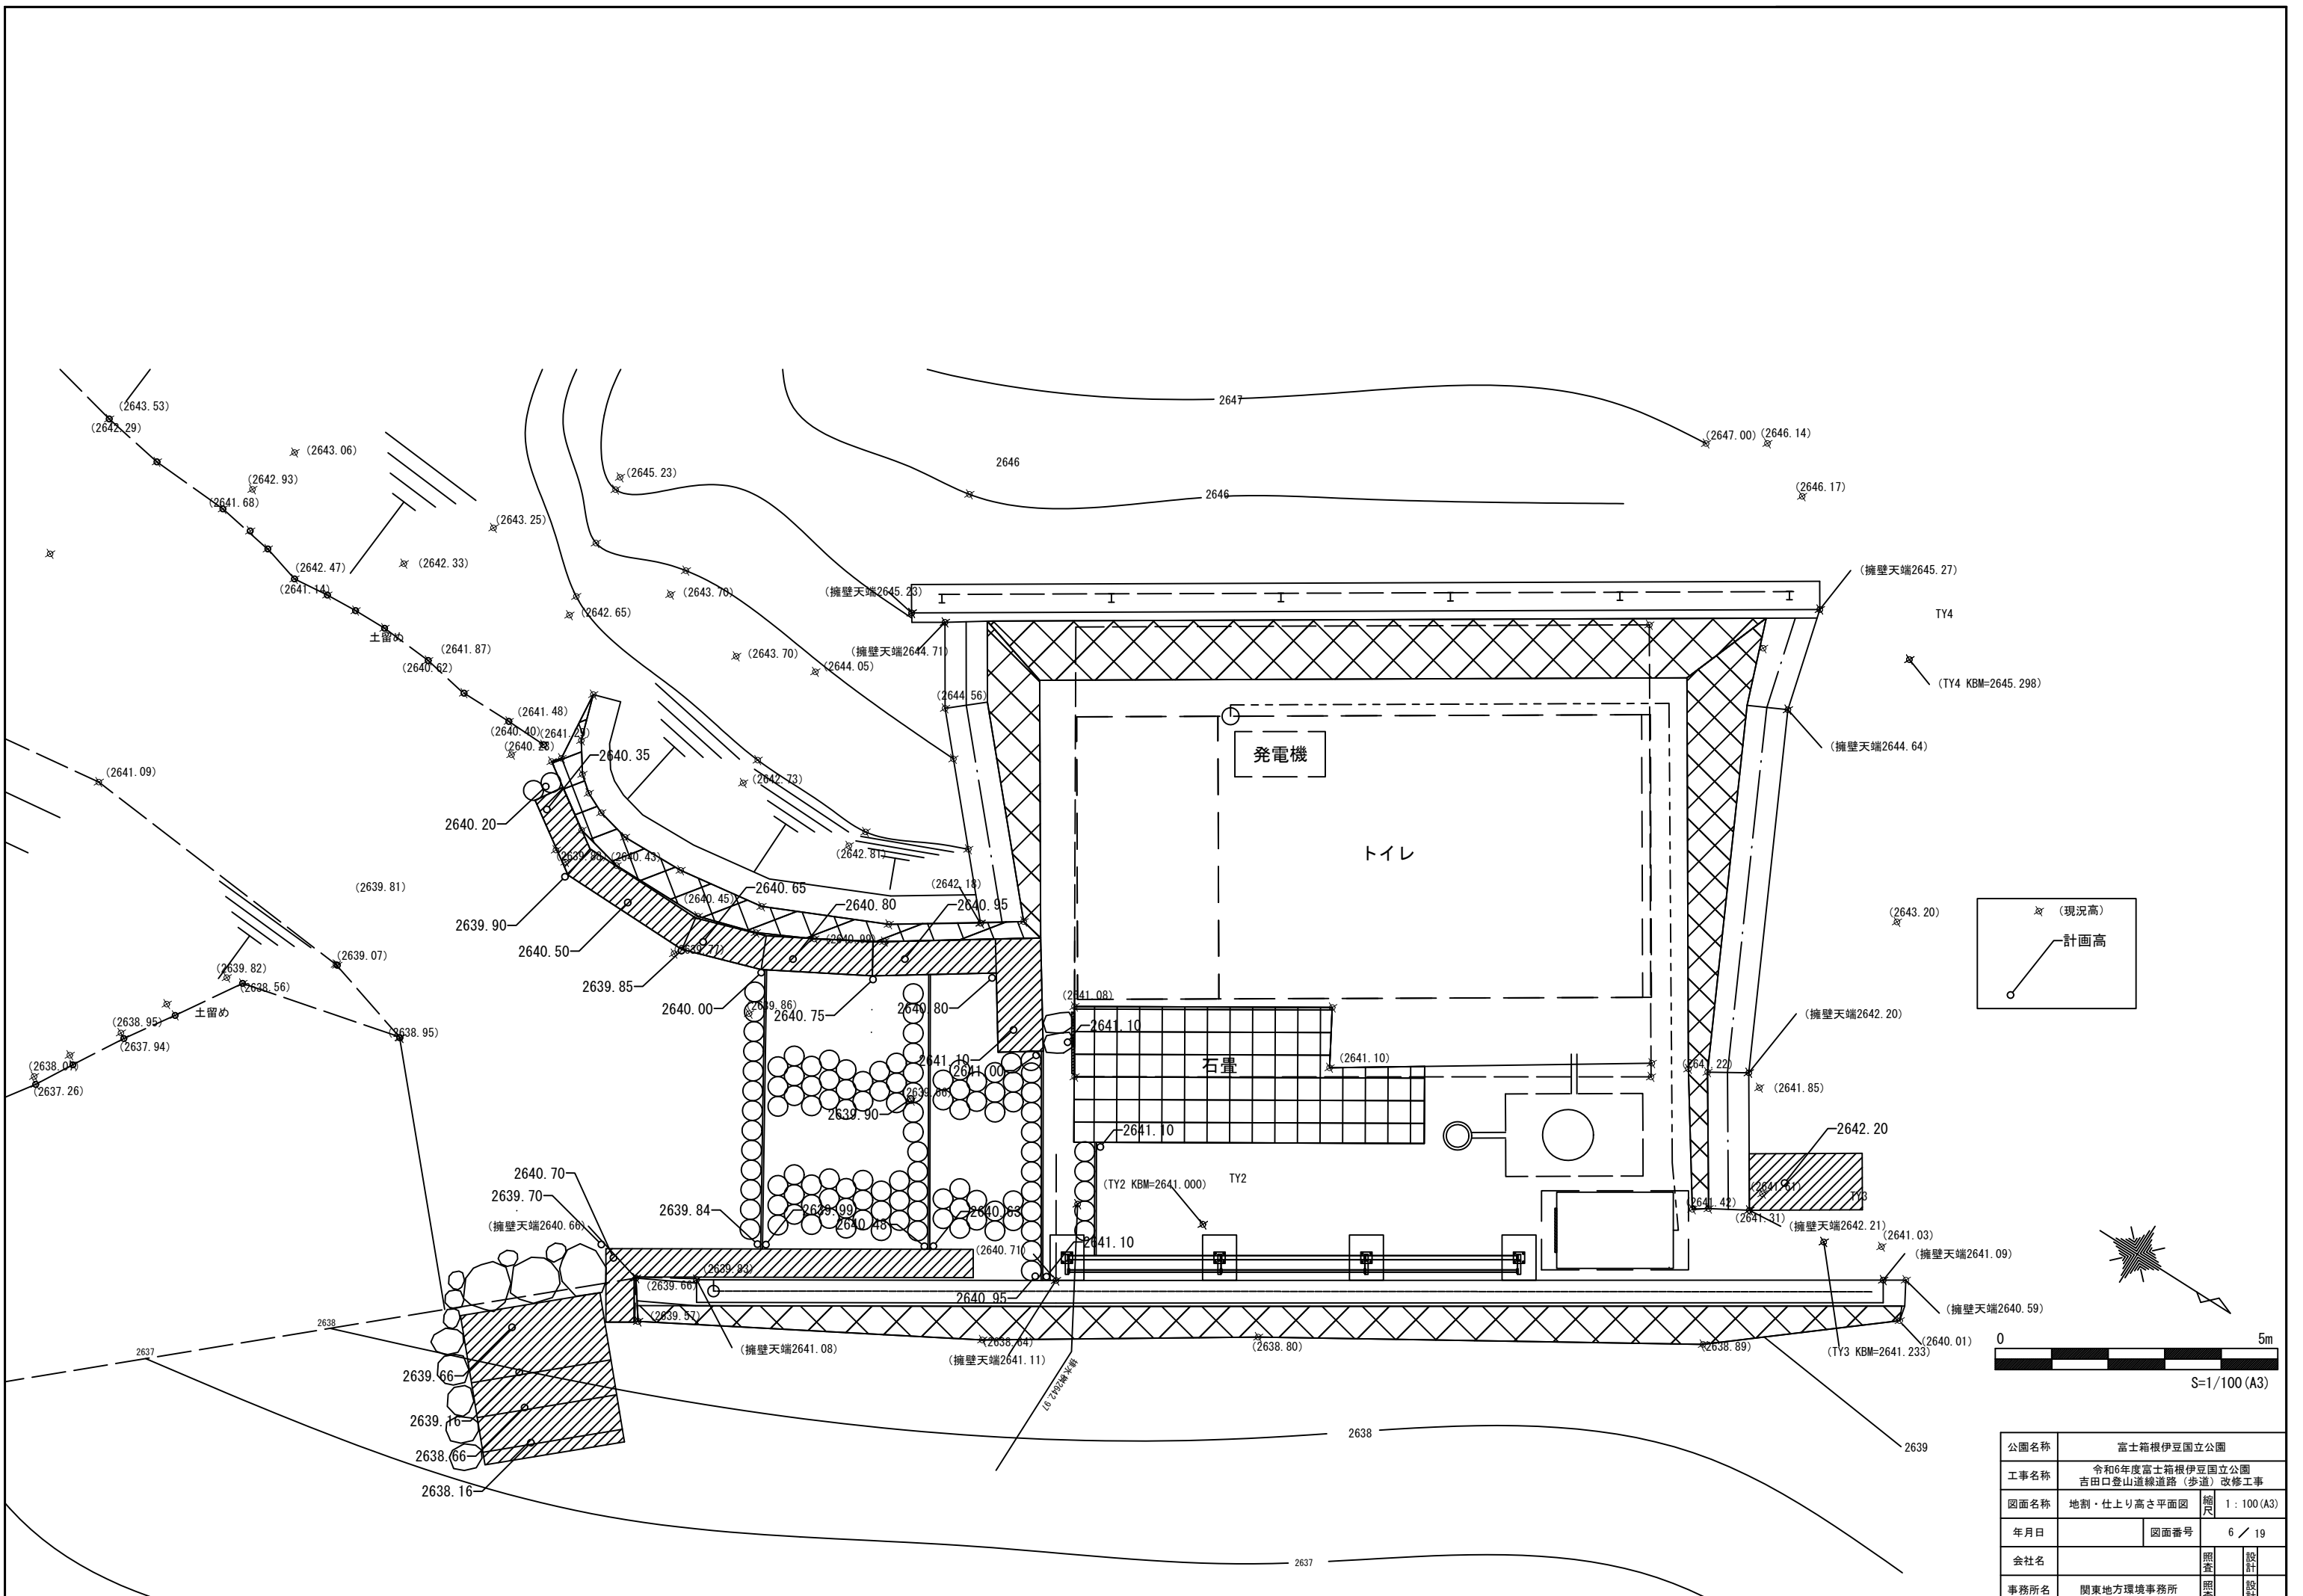 2647
(2643.53)
(2642.29)
(2647.00)
(2646.14)
(2643.06)
2646
(2645.23)
(2642.93)
2646
(2646.17)
(2641.68)
(2643.25)
(2642.33)
(2642.47)
(擁壁天端2645.27)
(2641.14)
(擁壁天端2645.23)
(2643.70)
(2642.65)
TY4
土留め
(2641.87)
(擁壁天端2644.71)
(2643.70)
(2640.62)
(2644.05)
(TY4 KBM=2645.298)
(2644.56)
(2641.48)
(2640.40)
(2641.29)
(擁壁天端2644.64)
2640.35
発電機
(2641.09)
(2642.73)
2640.20
トイレ
(2642.81)
(2640.43)
(2639.81)
2640.65
(2642.18)
(2640.45)
2640.80
2640.95
2639.90
(2643.20)
(現況高)
計画高
2640.50
(2640.99)
(2639.77)
(2639.07)
(2639.82)
(2638.56)
2639.85
(2641.08)
(2639.86)
2640.00
2640.75
2640.80
土留め
(2638.95)
(2638.95)
(擁壁天端2642.20)
2641.10
(2637.94)
2641.10
(2641.10)
石畳
(2637.26)
(2641.85)
2639.90
2641.10
2642.20
2640.70
(TY2 KBM=2641.000)
TY2
2639.70
TY3
(2641.42)
2639.84
2639.99
2640.48
2640.63
(2641.31)
(擁壁天端2642.21)
(擁壁天端2640.66)
2641.10
(2640.71)
(2641.03)
(擁壁天端2641.09)
(2639.83)
(2639.66)
2640.95
(擁壁天端2640.59)
(2639.57)
2638
(2638.64)
(2638.80)
(2638.89)
(2640.01)
0
5m
2637
(擁壁天端2641.08)
(擁壁天端2641.11)
(TY3 KBM=2641.233)
2639.66
S=1/100(A3)
2639.16
2638
2639
2638.66
2638.16
2637
公園名称 富士箱根伊豆国立公園
工事名称 令和6年度富士箱根伊豆国立公園
吉田口登山道線道路（歩道）改修工事
図面名称 地割・仕上り高さ平面図 縮尺 1：100(A3)
年月日 図面番号 6 ／ 19
会社名 照査 設計
事務所名 関東地方環境事務所 照査 設計